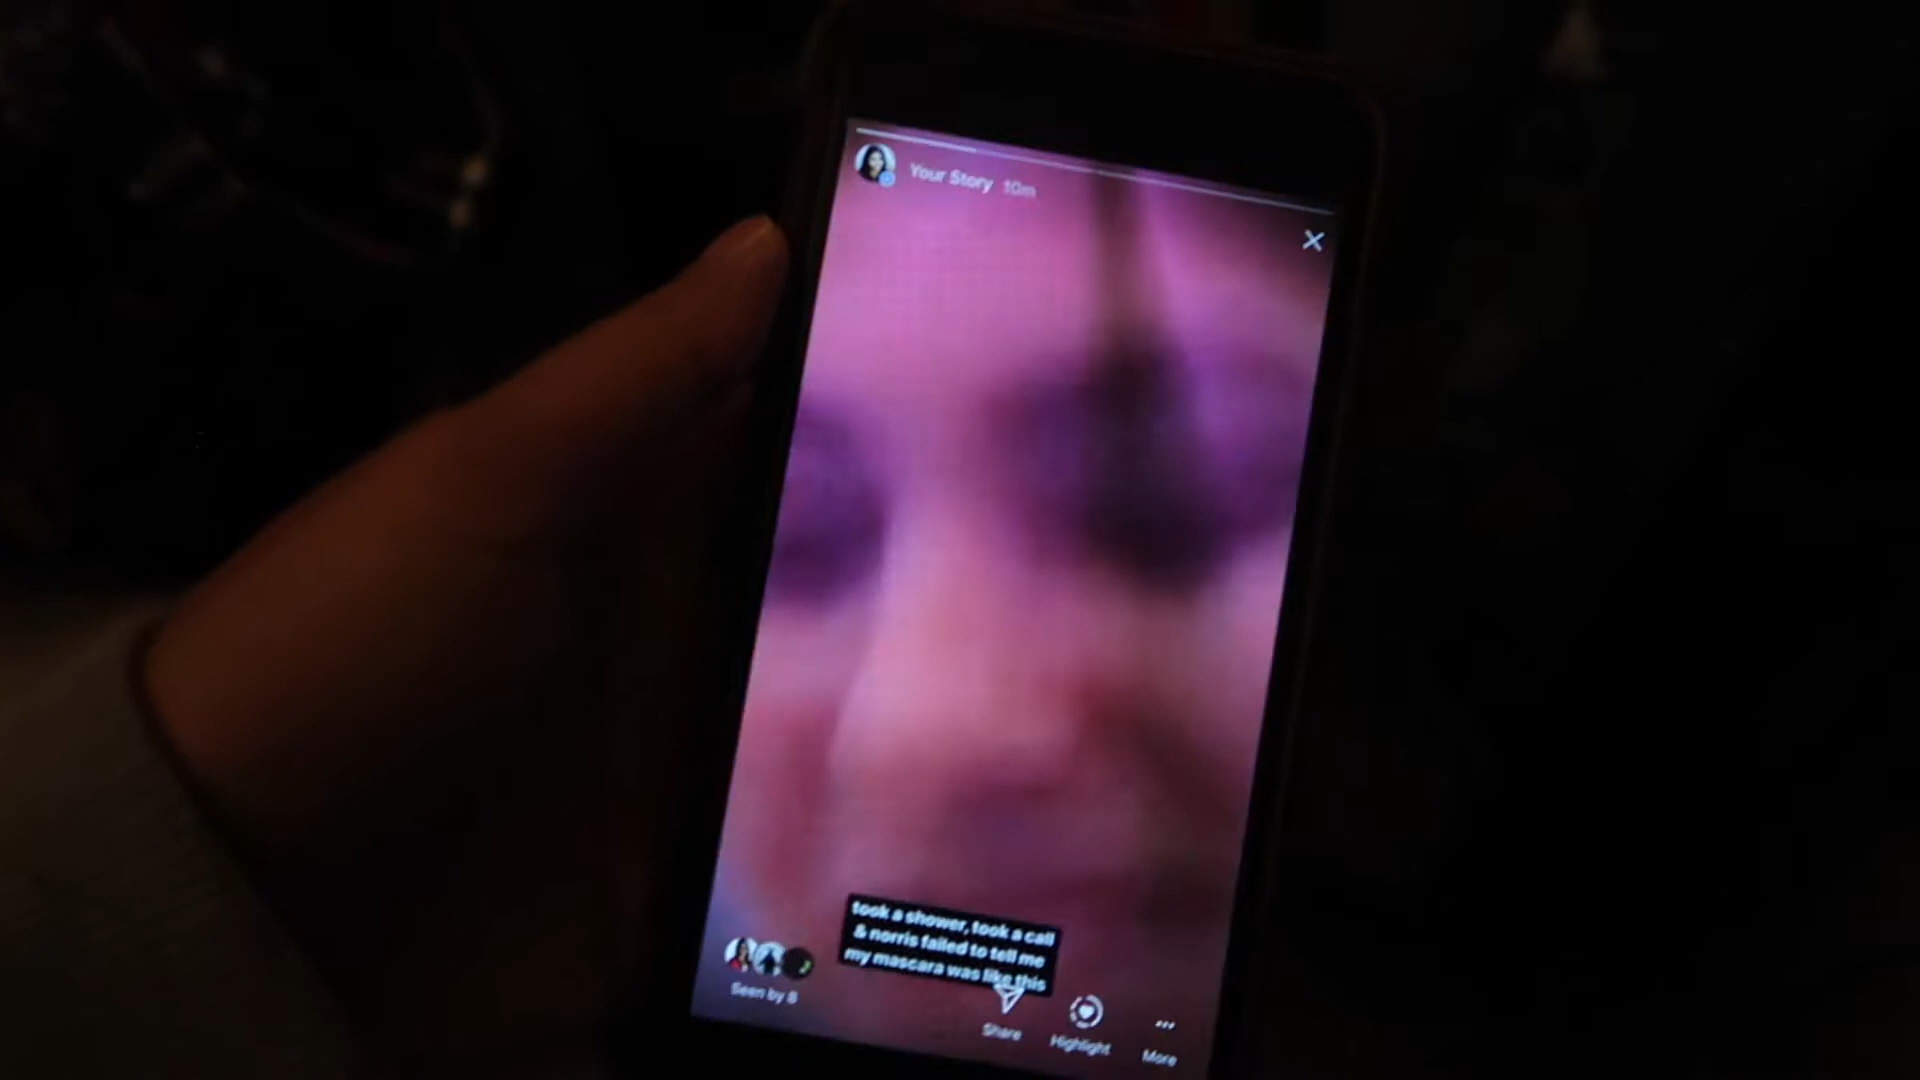 Your Story 10m
took a shower, took a call
& norris failed to tell me
my mascara was like this
Seen by 8
Share
Highlight
More